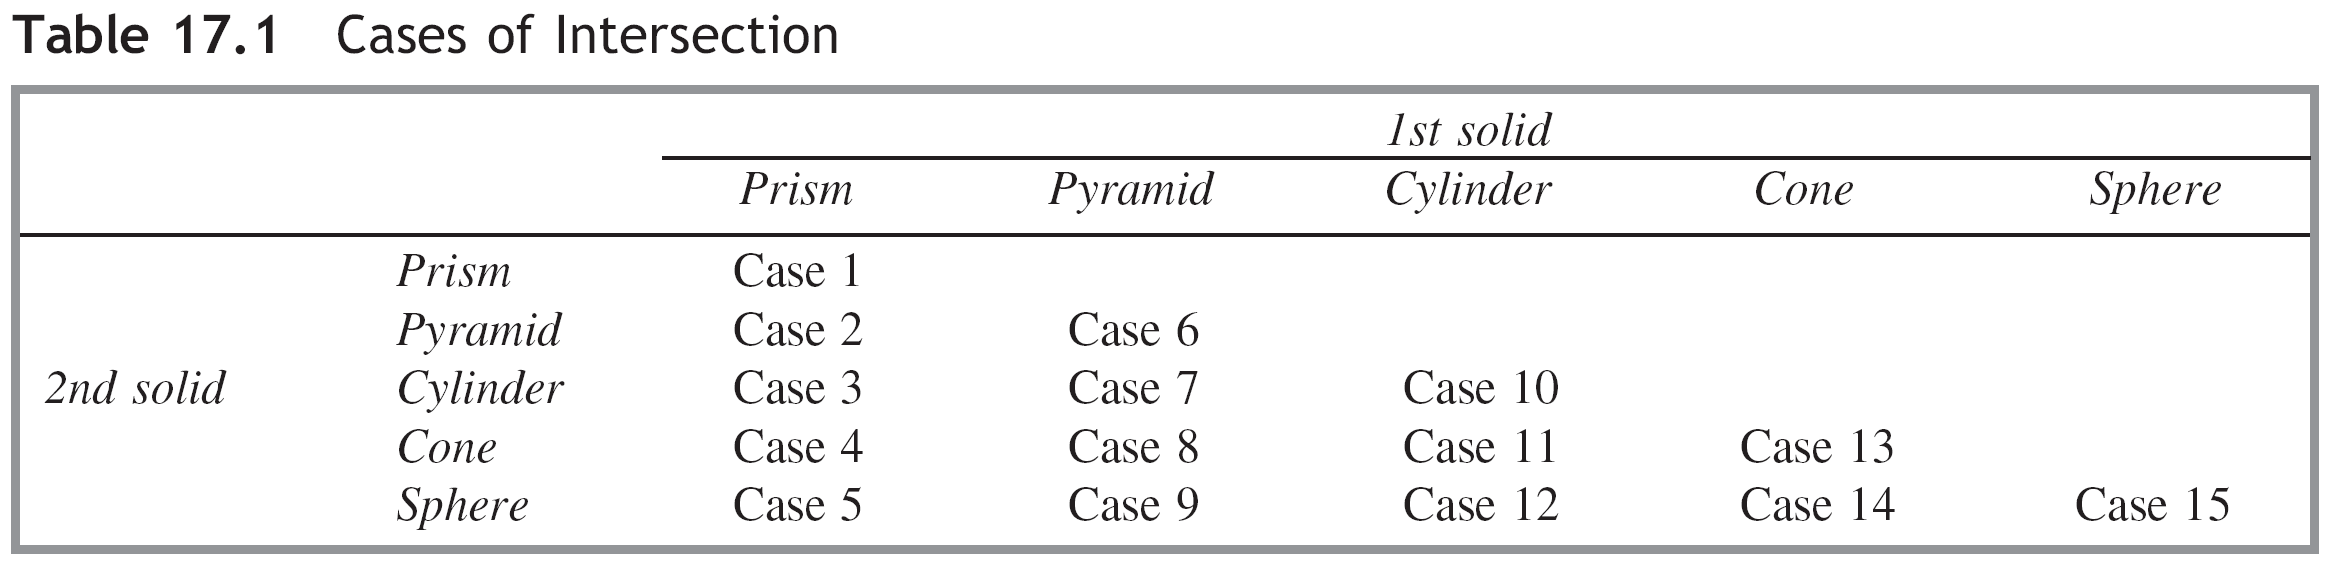 Table 17.1 Cases of Intersection
1st solid
Prism Pyramid Cylinder Cone Sphere
Prism Case 1
Pyramid Case 2 Case 6
2nd solid Cylinder Case 3 Case 7 Case 10
Cone Case 4 Case 8 Case 11 Case 13
Sphere Case 5 Case 9 Case 12 Case 14 Case 15